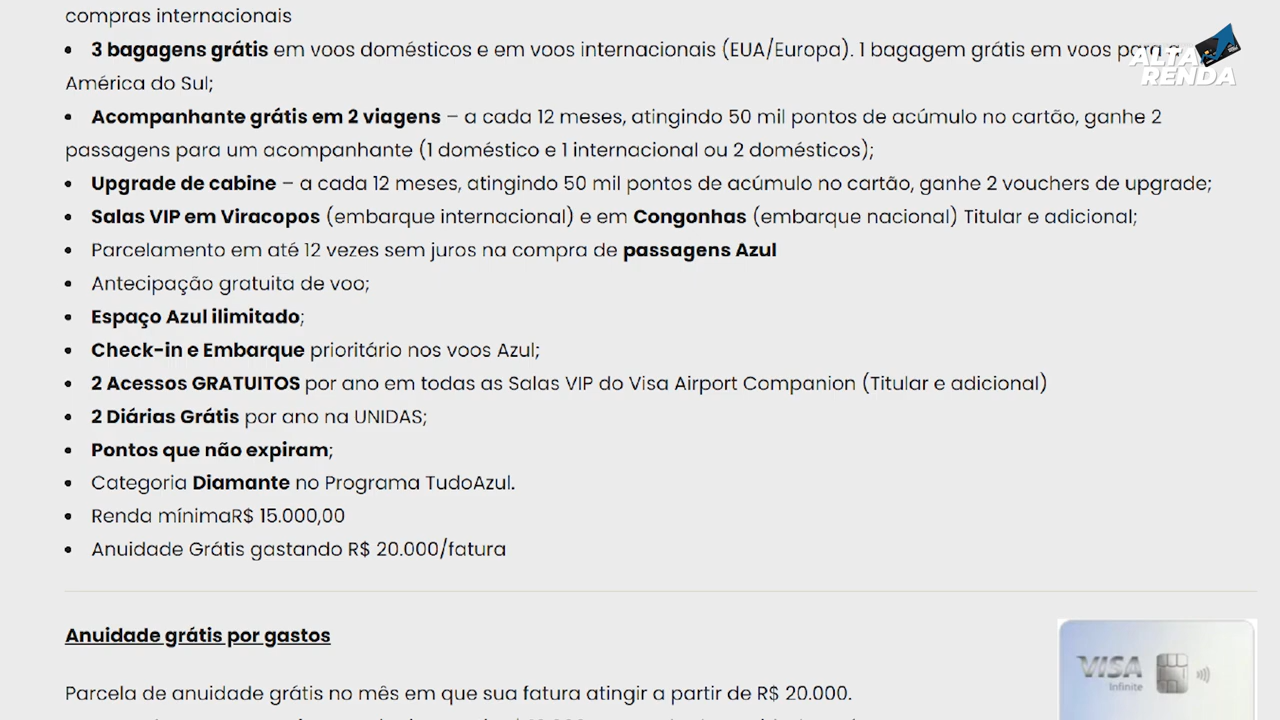 compras internacionais
• 3 bagagens grátis em voos domésticos e em voos internacionais (EUA/Europa). 1 bagagem grátis em voos para a
América do Sul;
• Acompanhante grátis em 2 viagens – a cada 12 meses, atingindo 50 mil pontos de acúmulo no cartão, ganhe 2
passagens para um acompanhante (1 doméstico e 1 internacional ou 2 domésticos);
• Upgrade de cabine – a cada 12 meses, atingindo 50 mil pontos de acúmulo no cartão, ganhe 2 vouchers de upgrade;
• Salas VIP em Viracopos (embarque internacional) e em Congonhas (embarque nacional) Titular e adicional;
• Parcelamento em até 12 vezes sem juros na compra de passagens Azul
• Antecipação gratuita de voo;
• Espaço Azul ilimitado;
• Check-in e Embarque prioritário nos voos Azul;
• 2 Acessos GRATUITOS por ano em todas as Salas VIP do Visa Airport Companion (Titular e adicional)
• 2 Diárias Grátis por ano na UNIDAS;
• Pontos que não expiram;
• Categoria Diamante no Programa TudoAzul.
• Renda mínimaR$ 15.000,00
• Anuidade Grátis gastando R$ 20.000/fatura
Anuidade grátis por gastos
Parcela de anuidade grátis no mês em que sua fatura atingir a partir de R$ 20.000.
ALTA
RENDA
VISA
Infinite